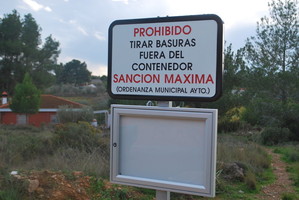 PROHIBIDO
TIRAR BASURAS
FUERA DEL
CONTENEDOR
SANCION MAXIMA
(ORDENANZA MUNICIPAL AYTO.)